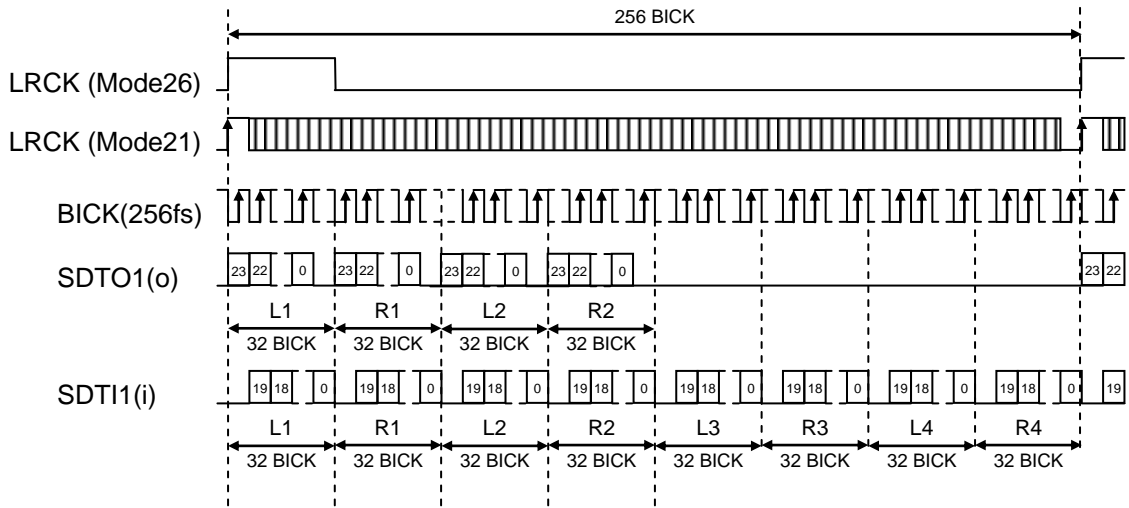 256 BICK
LRCK (Mode26)
LRCK (Mode21)
BICK(256fs)
SDTO1(o)
23 22 0 23 22 0 23 22 0 23 22 0 23 22
L1 R1 L2 R2
32 BICK 32 BICK 32 BICK 32 BICK
SDTI1(i)
19 18 0 19 18 0 19 18 0 19 18 0 19 18 0 19 18 0 19 18 0 19 18 0 19
L1 R1 L2 R2 L3 R3 L4 R4
32 BICK 32 BICK 32 BICK 32 BICK 32 BICK 32 BICK 32 BICK 32 BICK